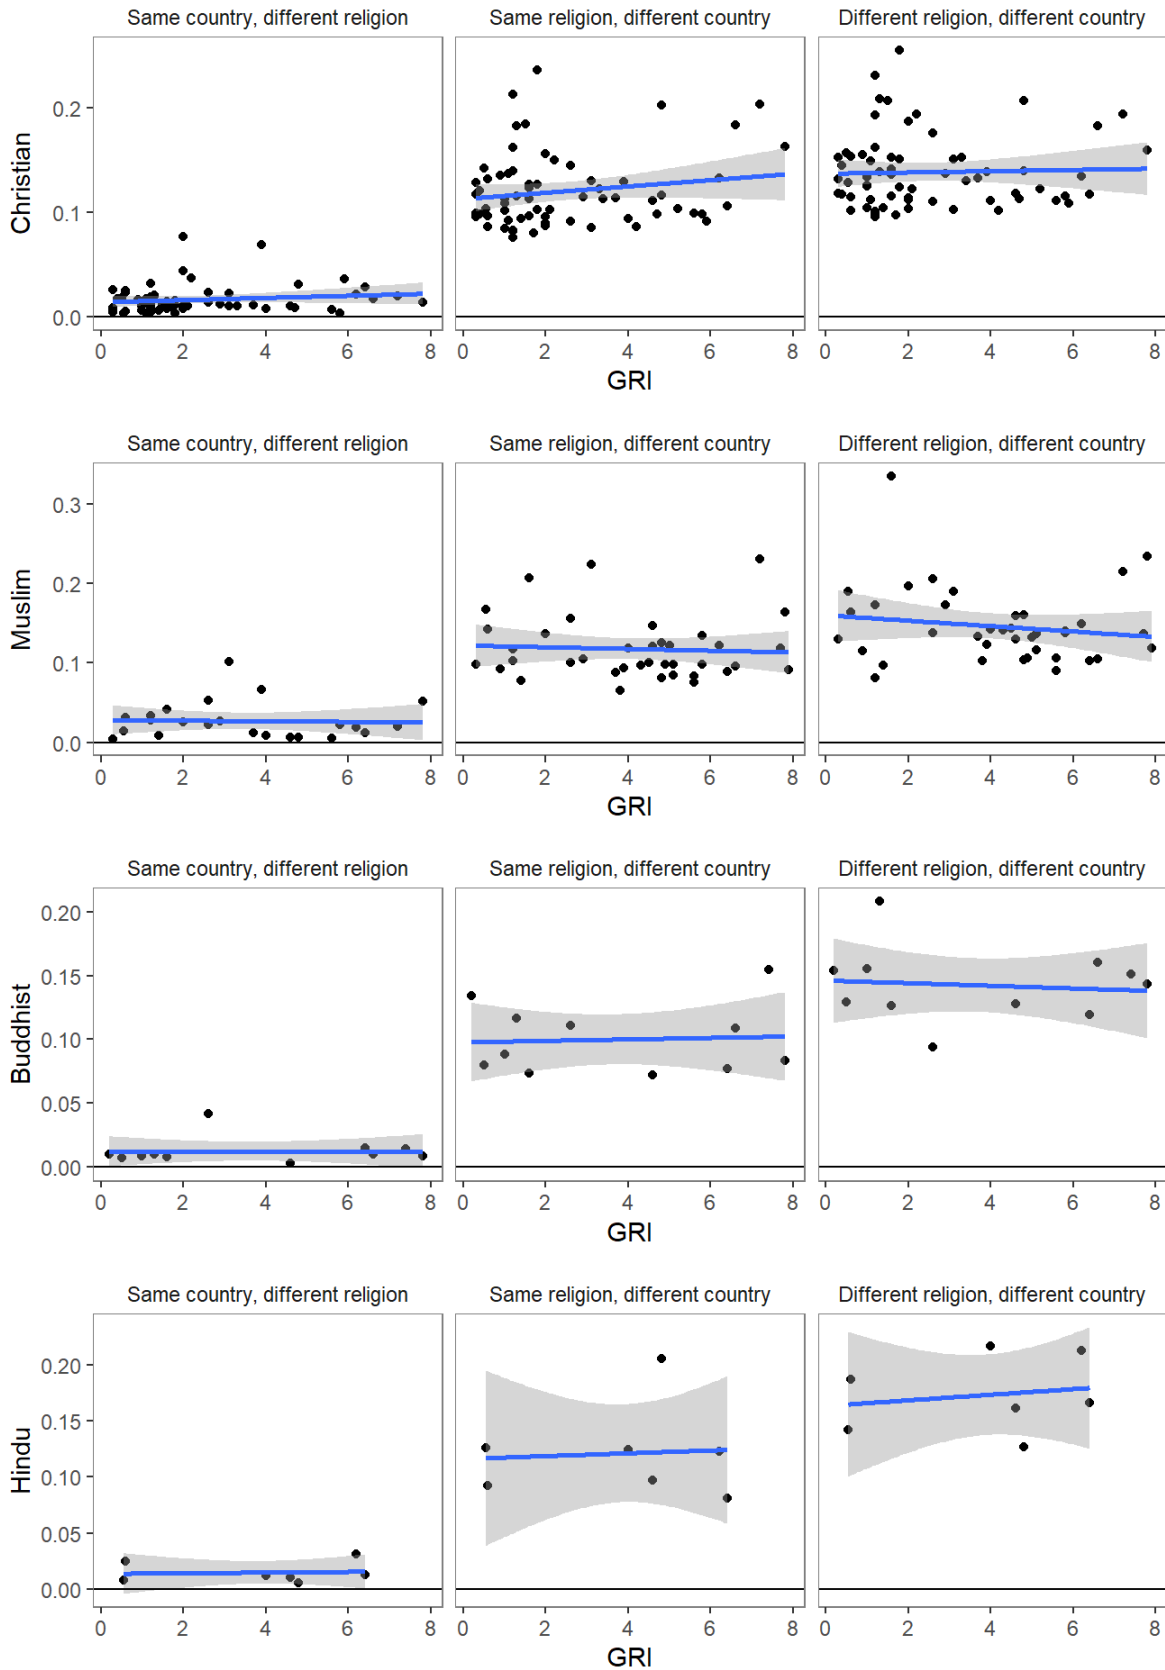 Same country, different religion Same religion, different country Different religion, different country
Christian
0.2
0.1
0.0
0 2 4 6 8 0 2 4 6 8 0 2 4 6 8
GRI
Same country, different religion Same religion, different country Different religion, different country
Muslim
0.3
0.2
0.1
0.0
0 2 4 6 8 0 2 4 6 8 0 2 4 6 8
GRI
Same country, different religion Same religion, different country Different religion, different country
Buddhist
0.20
0.15
0.10
0.05
0.00
0 2 4 6 8 0 2 4 6 8 0 2 4 6 8
GRI
Same country, different religion Same religion, different country Different religion, different country
Hindu
0.20
0.15
0.10
0.05
0.00
0 2 4 6 8 0 2 4 6 8 0 2 4 6 8
GRI